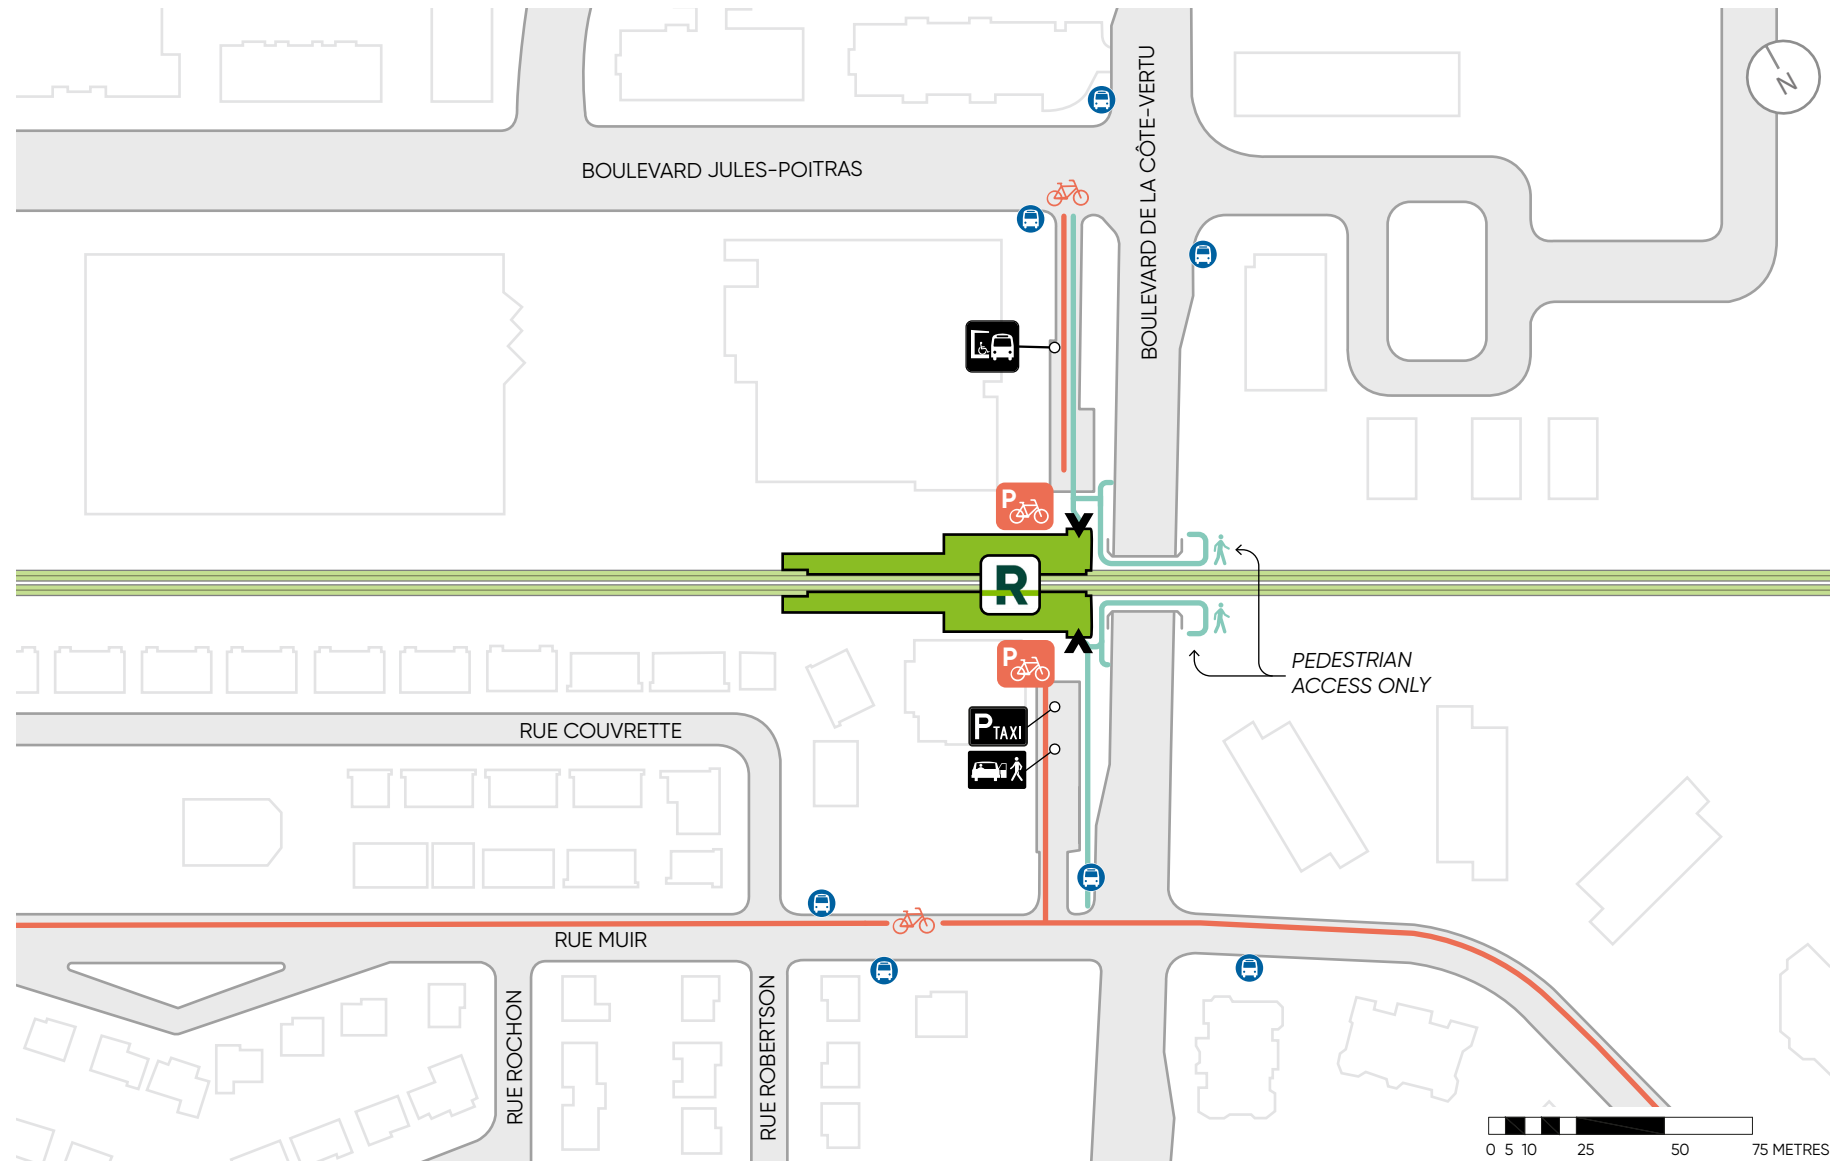 N
BOULEVARD JULES-POITRAS
BOULEVARD DE LA CÔTE-VERTU
P
R
P
PEDESTRIAN
ACCESS ONLY
P TAXI
RUE COUVRETTE
RUE MUIR
RUE ROCHON
RUE ROBERTSON
0 5 10 25 50 75 METRES